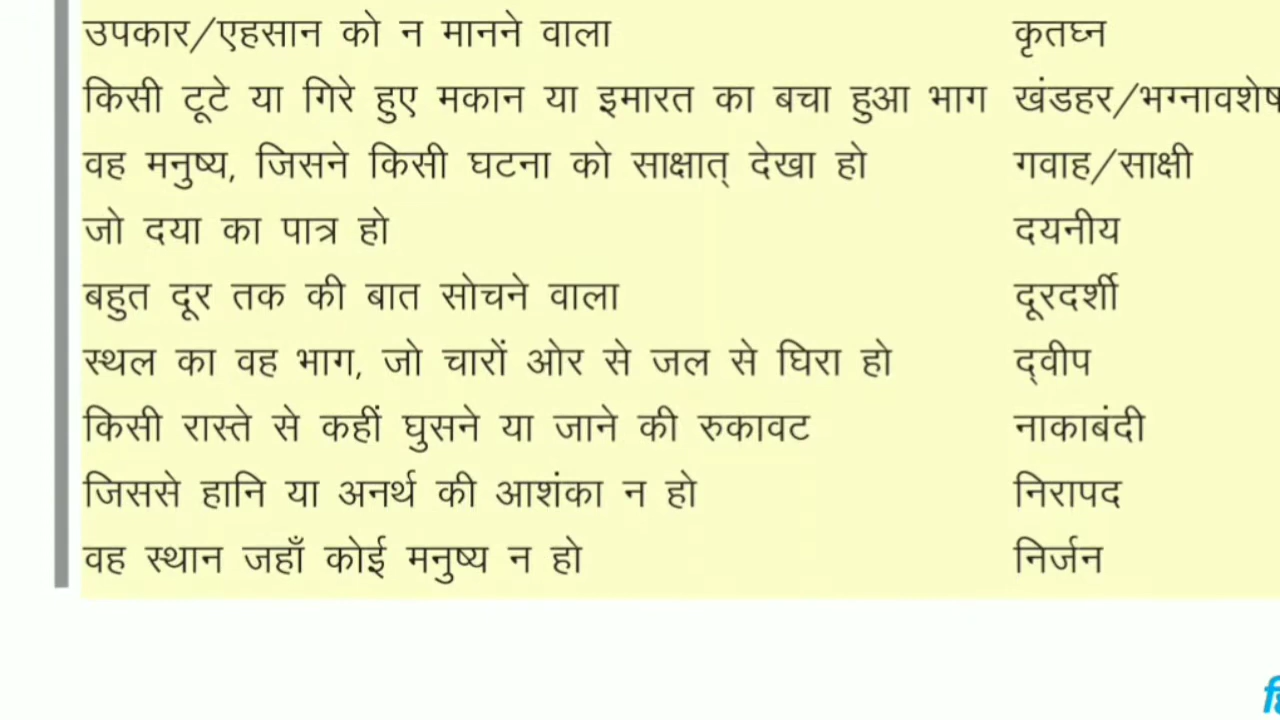 उपकार/एहसान को न मानने वाला कृतघ्न
किसी टूटे या गिरे हुए मकान या इमारत का बचा हुआ भाग खंडहर/भग्नावशेष
वह मनुष्य, जिसने किसी घटना को साक्षात् देखा हो गवाह/साक्षी
जो दया का पात्र हो दयनीय
बहुत दूर तक की बात सोचने वाला दूरदर्शी
स्थल का वह भाग, जो चारों ओर से जल से घिरा हो द्वीप
किसी रास्ते से कहीं घुसने या जाने की रुकावट नाकाबंदी
जिससे हानि या अनर्थ की आशंका न हो निरापद
वह स्थान जहाँ कोई मनुष्य न हो निर्जन